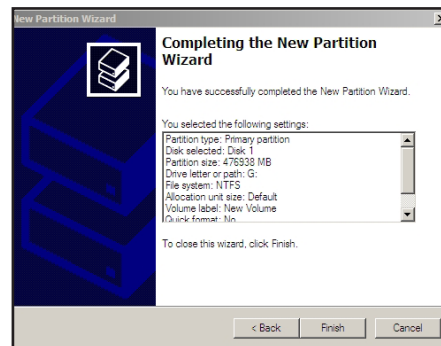 New Partition Wizard
Completing the New Partition
Wizard
You have successfully completed the New Partition Wizard.
You selected the following settings:
Partition type: Primary partition
Disk selected: Disk 1
Partition size: 476938 MB
Drive letter or path: G:
File system: NTFS
Allocation unit size: Default
Volume label: New Volume
Quick format: No
To close this wizard, click Finish.
< Back
Finish
Cancel